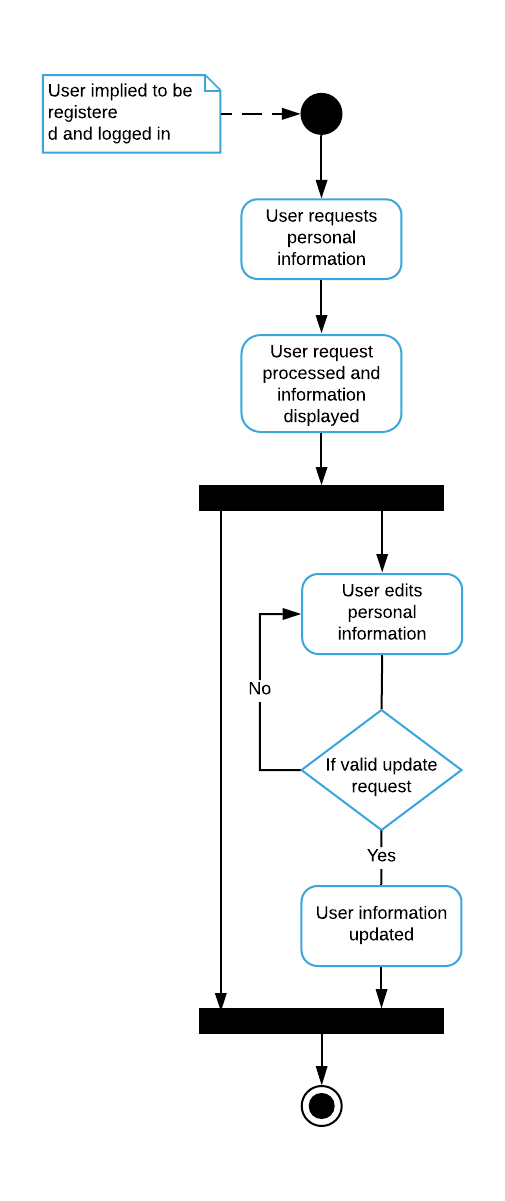 User implied to be
registere
d and logged in
User requests
personal
information
User request
processed and
information
displayed
User edits
personal
information
No
If valid update
request
Yes
User information
updated